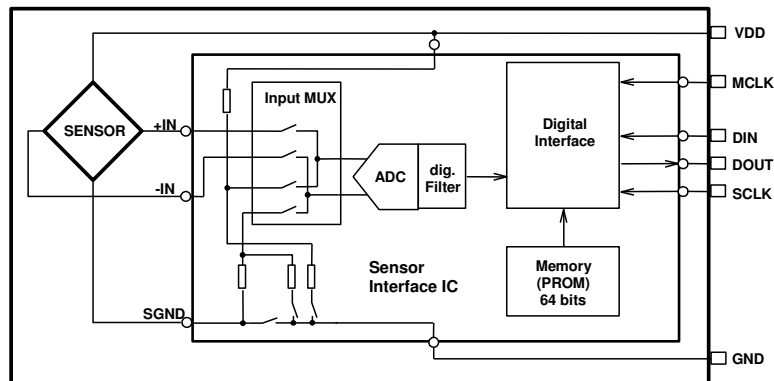 VDD
MCLK
Input MUX
SENSOR
+IN
Digital
Interface
DIN
DOUT
ADC
dig.
Filter
-IN
SCLK
Sensor
Interface IC
Memory
(PROM)
64 bits
SGND
GND